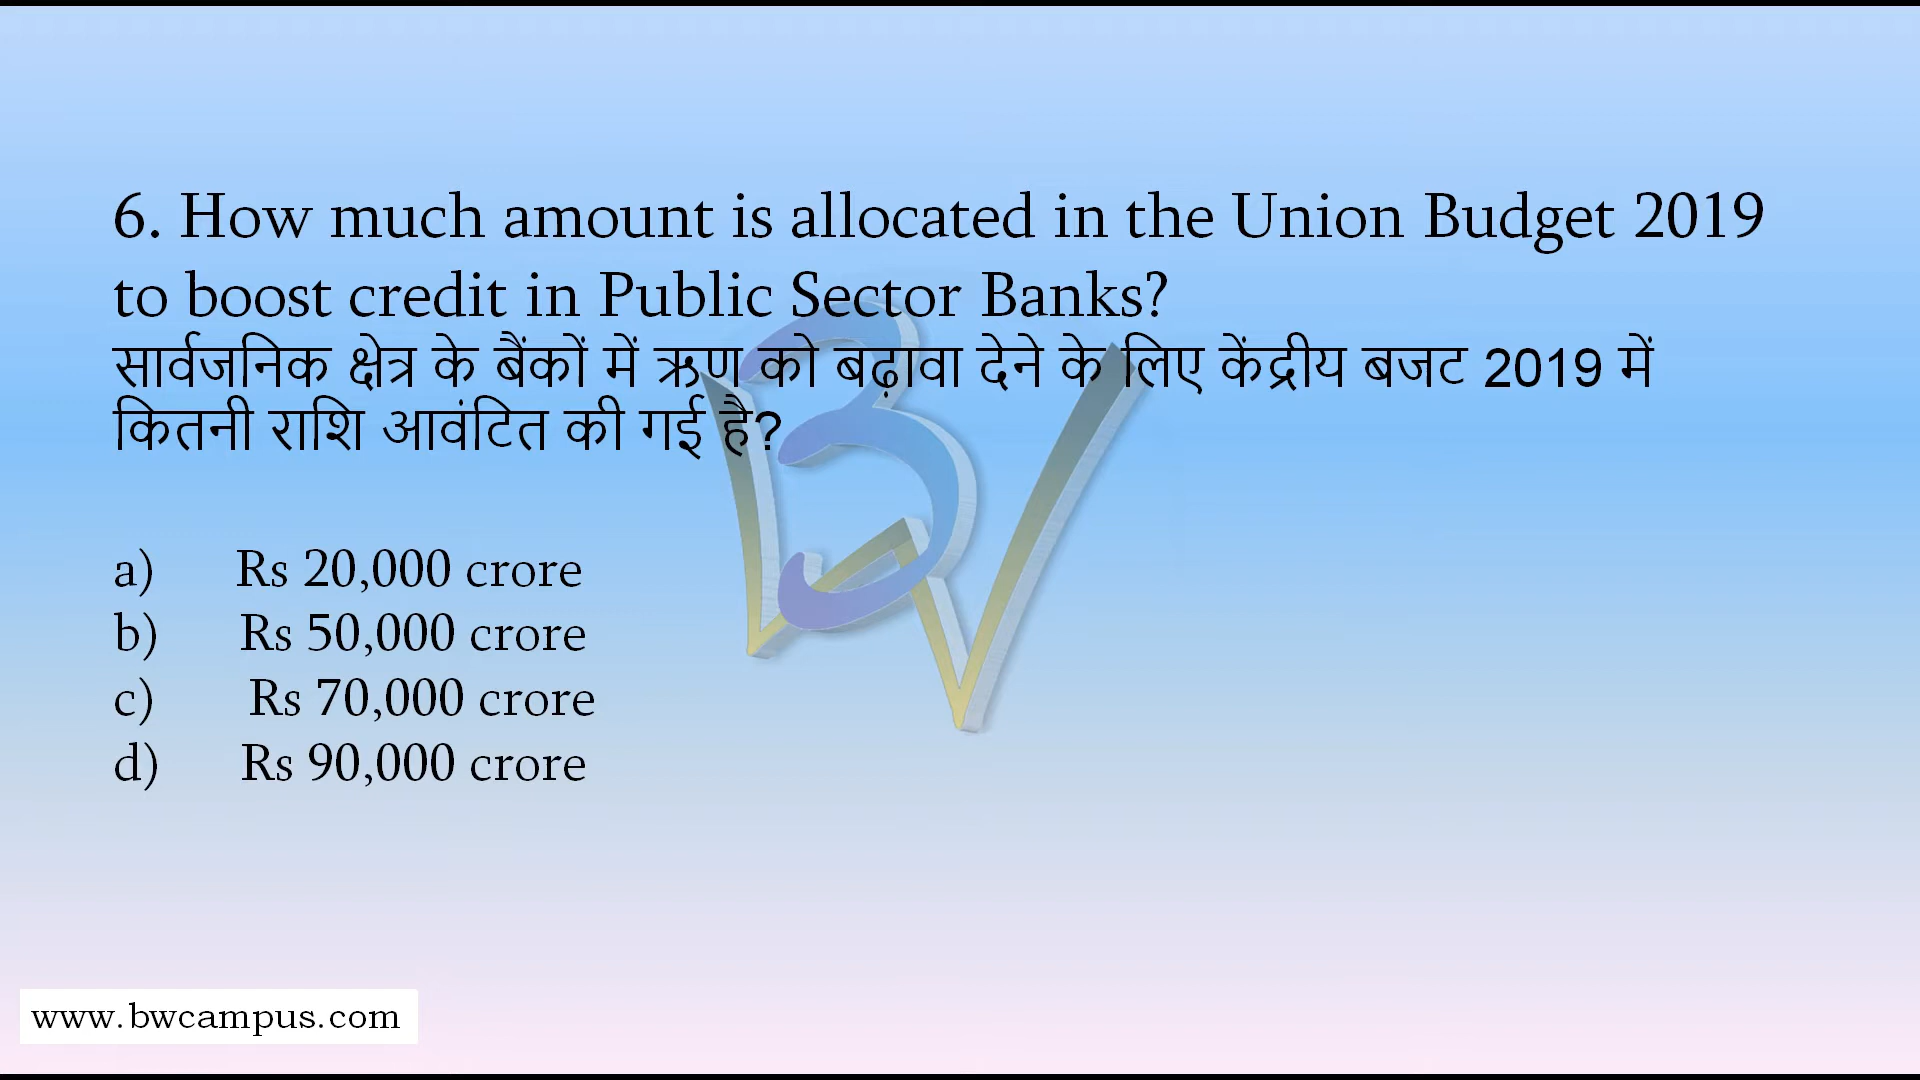 6. How much amount is allocated in the Union Budget 2019
to boost credit in Public Sector Banks?
सार्वजनिक क्षेत्र के बैंकों में ऋण को बढ़ावा देने के लिए केंद्रीय बजट 2019 में
कितनी राशि आवंटित की गई है?
a) Rs 20,000 crore
b) Rs 50,000 crore
c) Rs 70,000 crore
d) Rs 90,000 crore
www.bwcampus.com